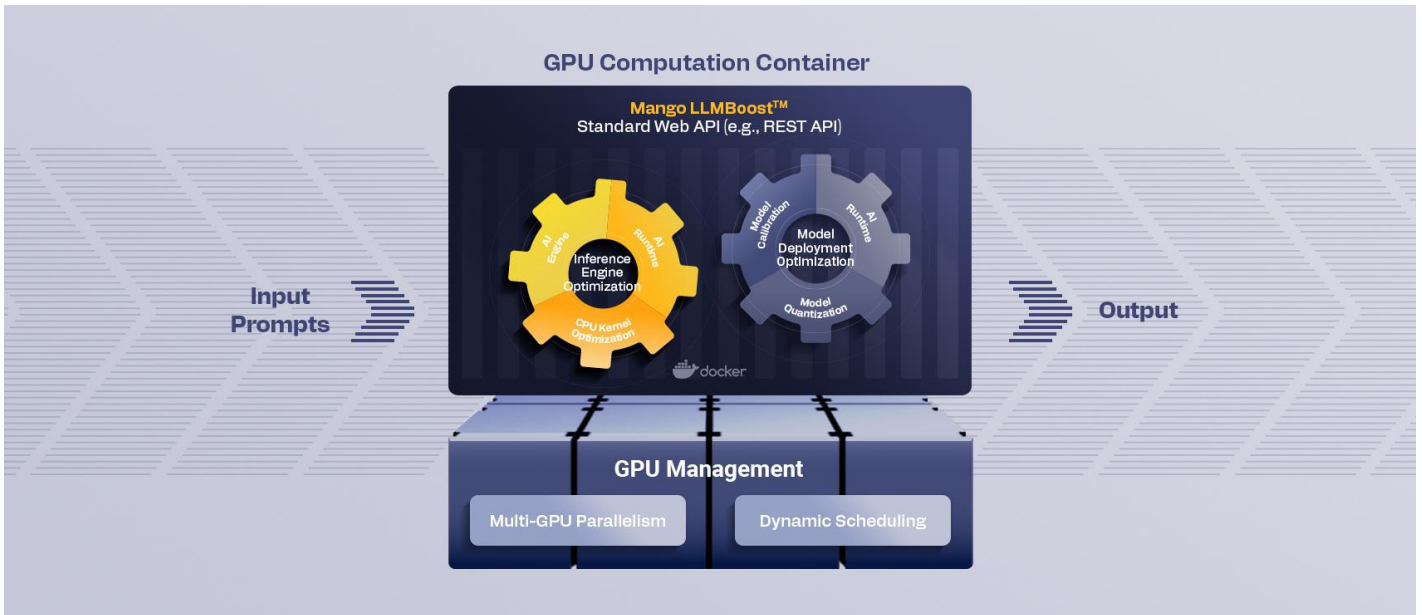 GPU Computation Container
Mango LLMBoost™
Standard Web API (e.g., REST API)
AI
Engine
AI
Runtime
Inference
Engine
Optimization
CPU Kernel
Optimization
Model
Calibration
AI
Runtime
Model
Deployment
Optimization
Model
Quantization
docker
Input
Prompts
Output
GPU Management
Multi-GPU Parallelism
Dynamic Scheduling